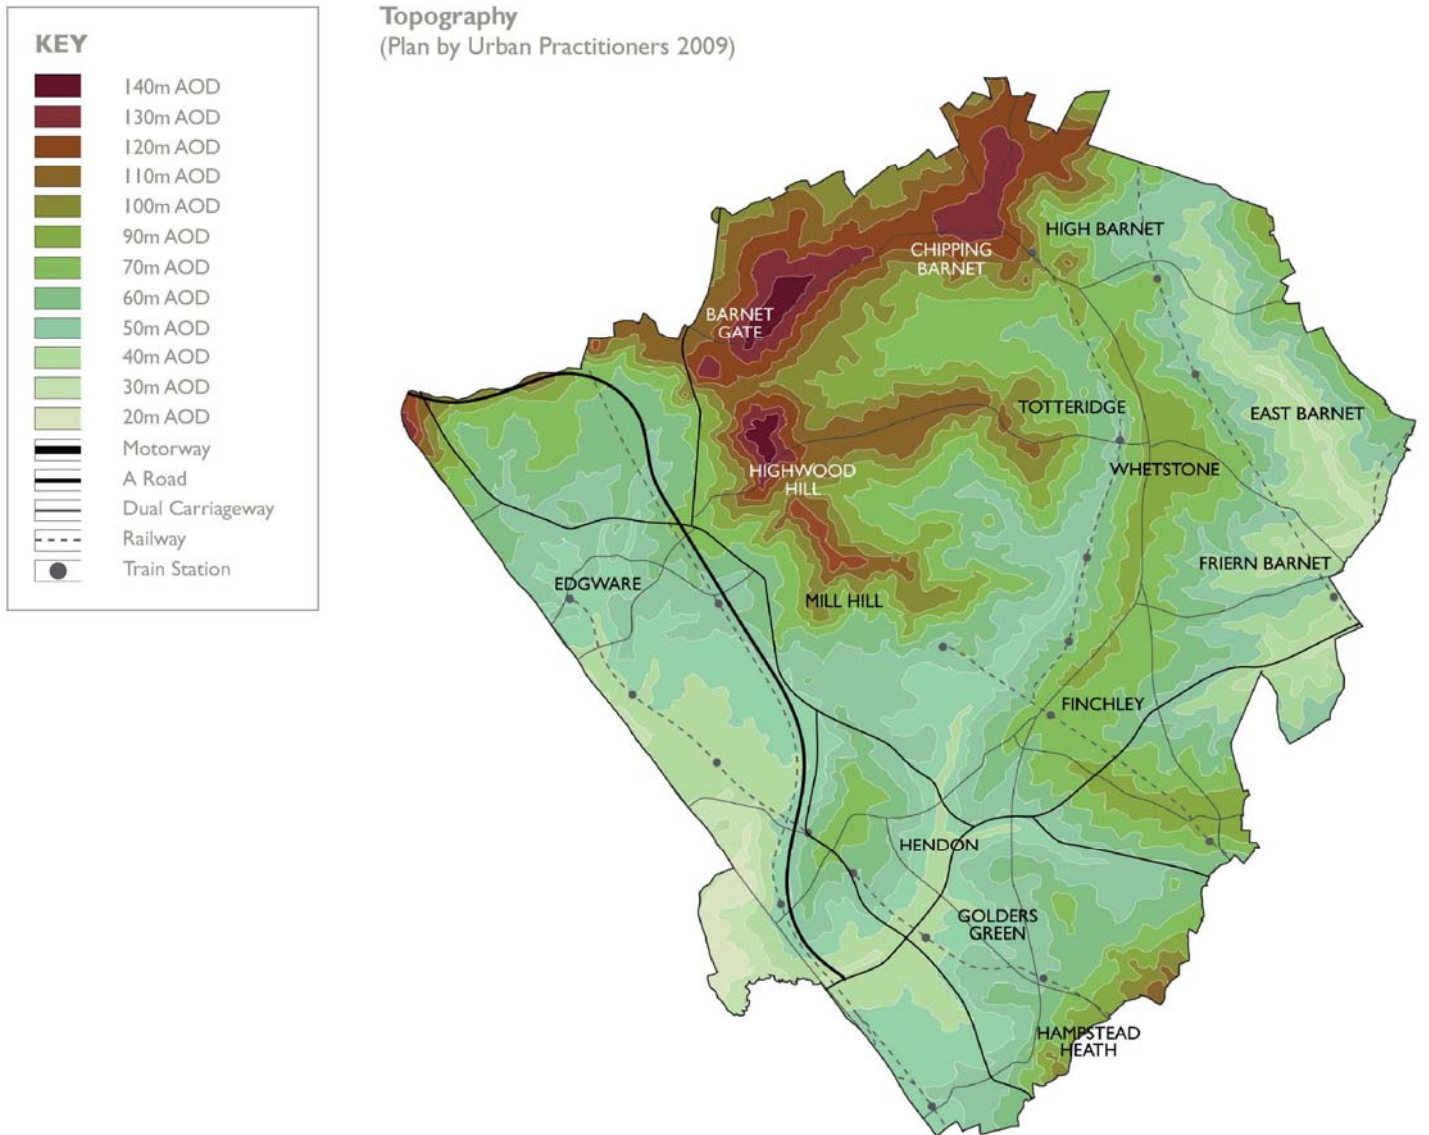 Topography
(Plan by Urban Practitioners 2009)
KEY
140m AOD
130m AOD
120m AOD
110m AOD
100m AOD
90m AOD
70m AOD
60m AOD
50m AOD
40m AOD
30m AOD
20m AOD
Motorway
A Road
Dual Carriageway
Railway
Train Station
HIGH BARNET
CHIPPING
BARNET
BARNET
GATE
TOTTERIDGE
EAST BARNET
HIGHWOOD
HILL
WHETSTONE
FRIERN BARNET
EDGWARE
MILL HILL
FINCHLEY
HENDON
GOLDERS
GREEN
HAMPSTEAD
HEATH